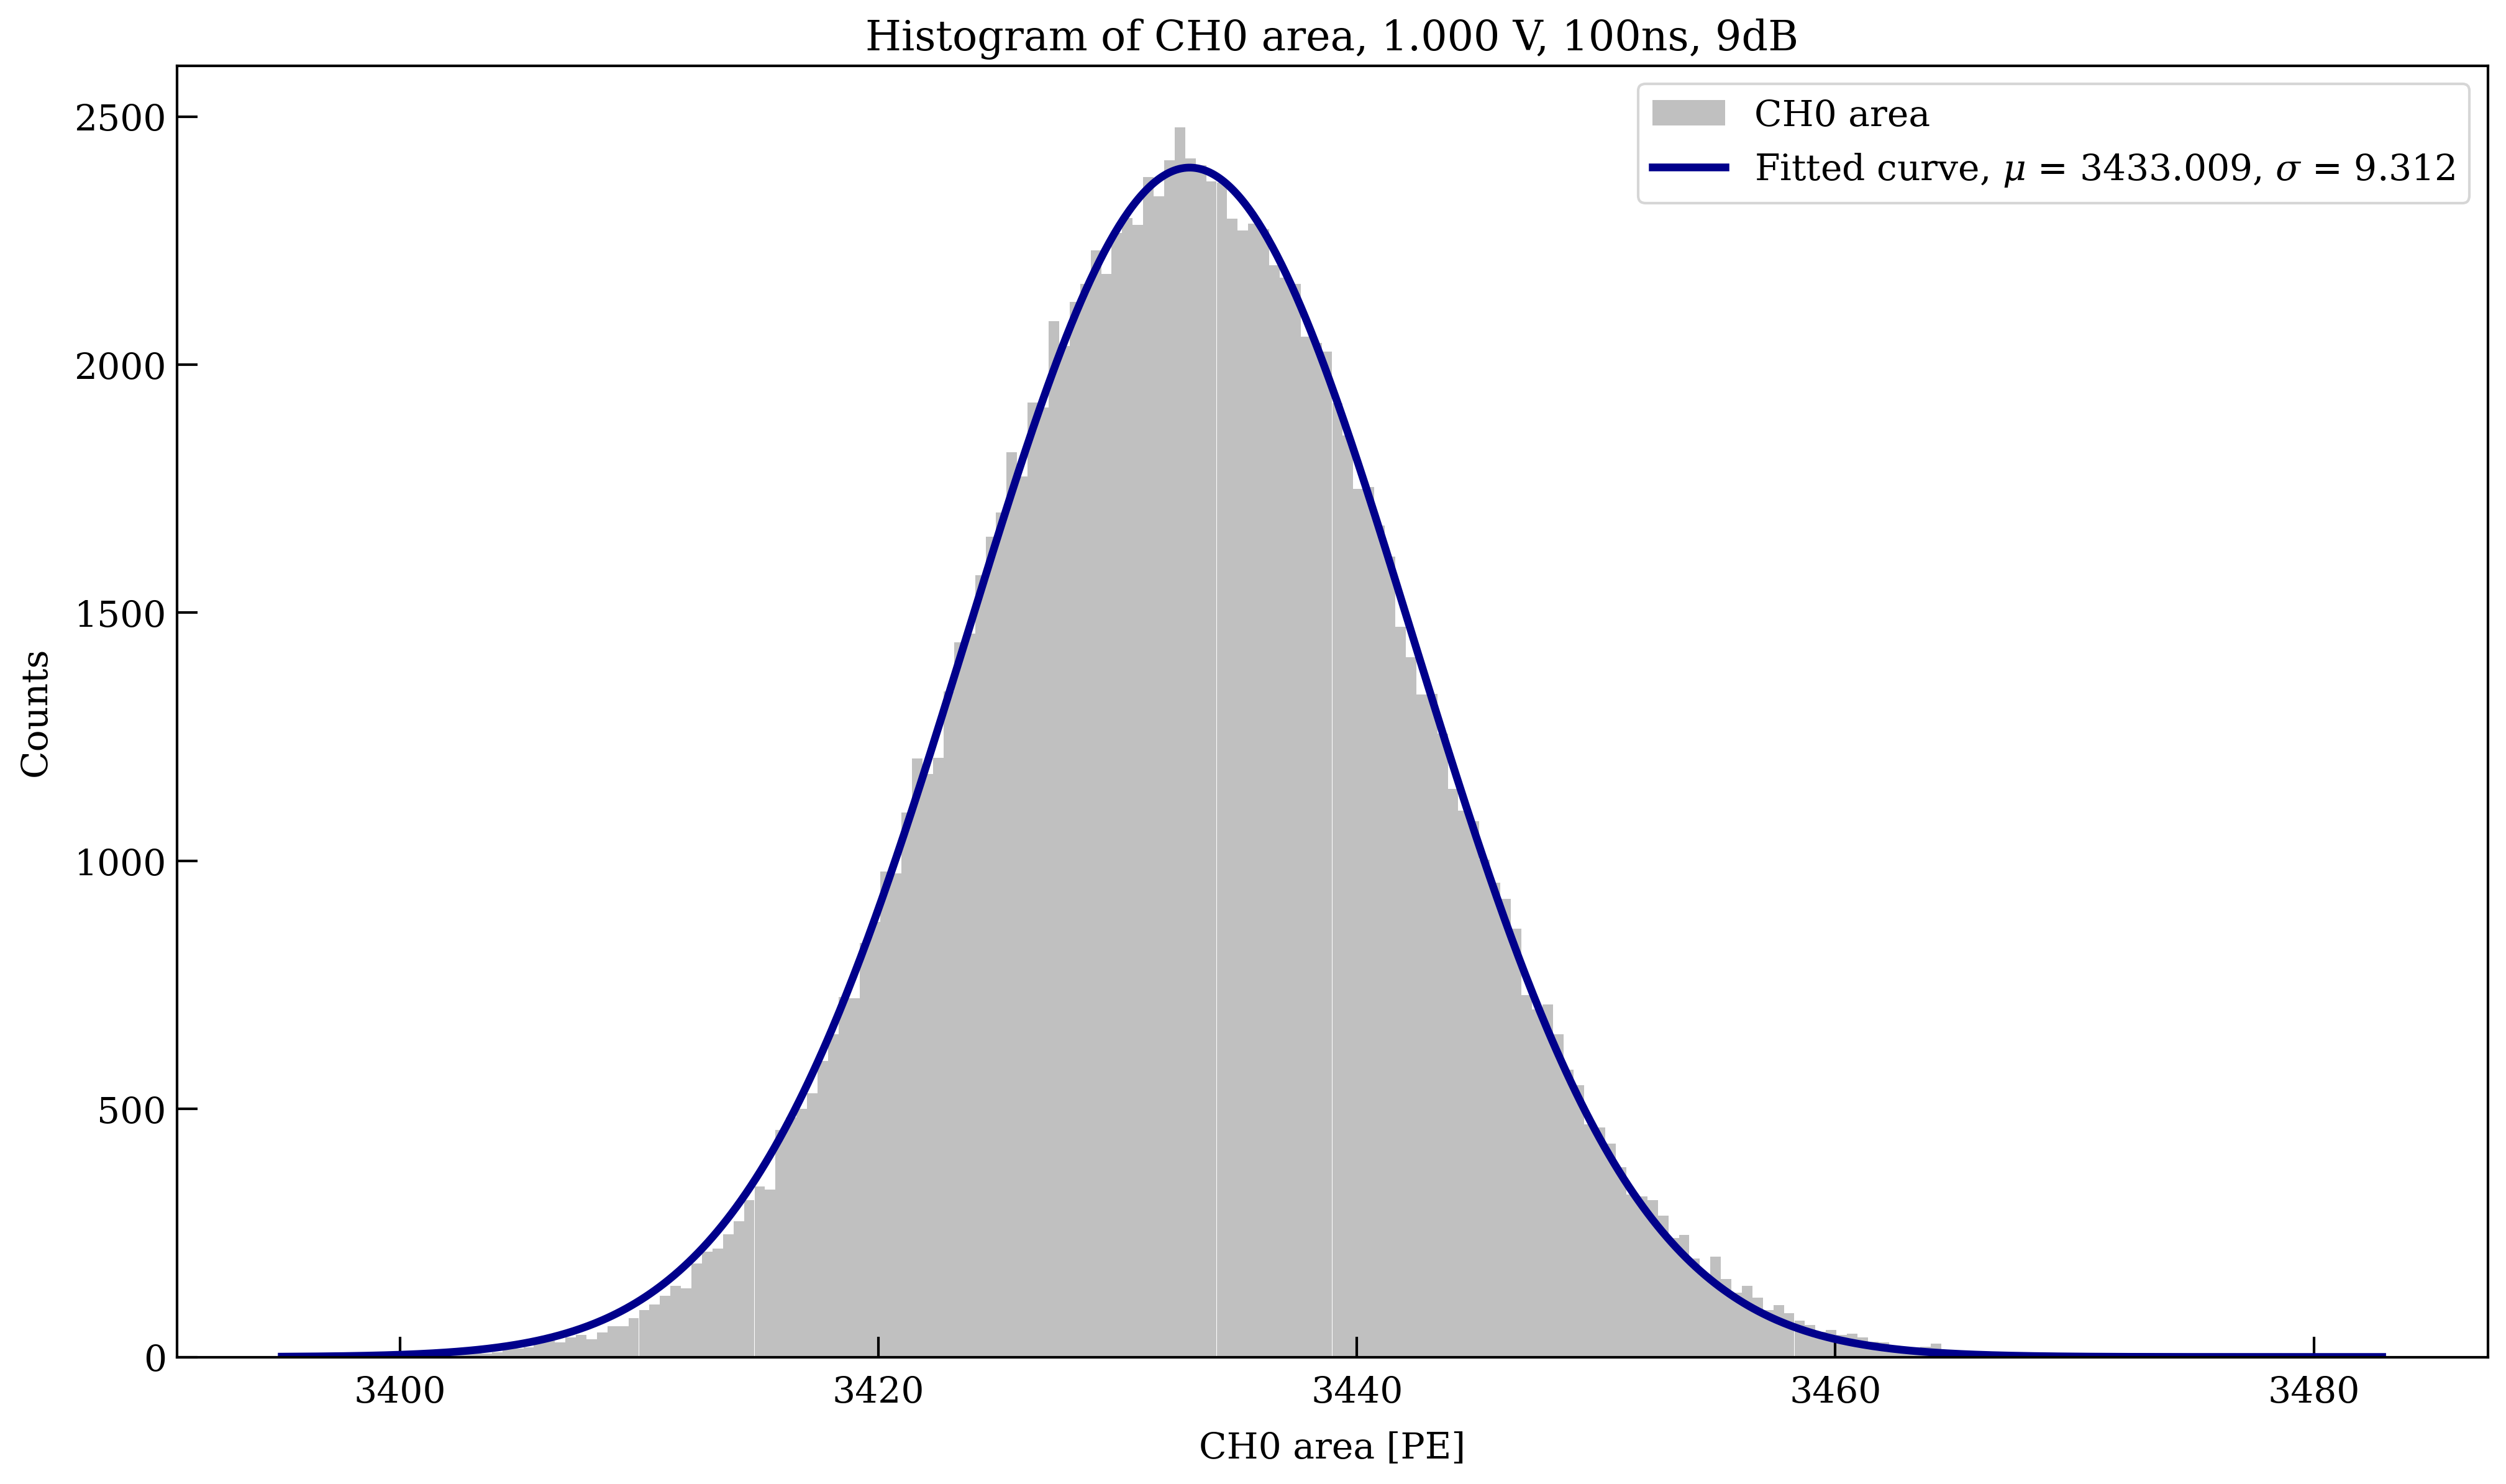 Histogram of CH0 area, 1.000 V, 100ns, 9dB
CH0 area
Fitted curve, μ = 3433.009, σ = 9.312
Counts
2500
2000
1500
1000
500
0
3400 3420 3440 3460 3480
CH0 area [PE]